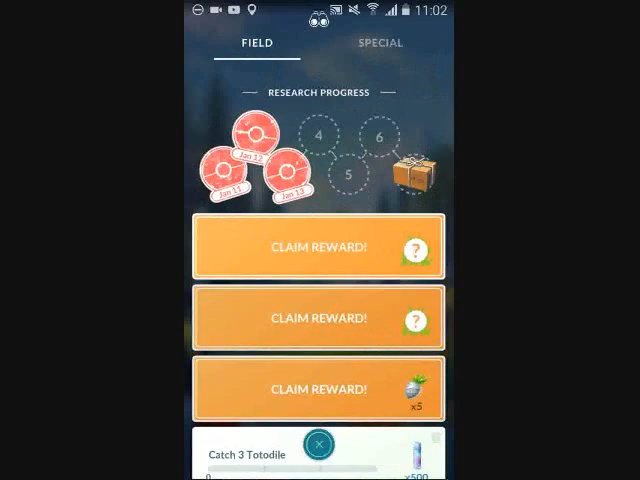 11:02
FIELD SPECIAL
RESEARCH PROGRESS
4 6
Jan 12
5
Jan 11 Jan 13
CLAIM REWARD!
?
CLAIM REWARD!
?
CLAIM REWARD!
x5
Catch 3 Totodile
0 x500